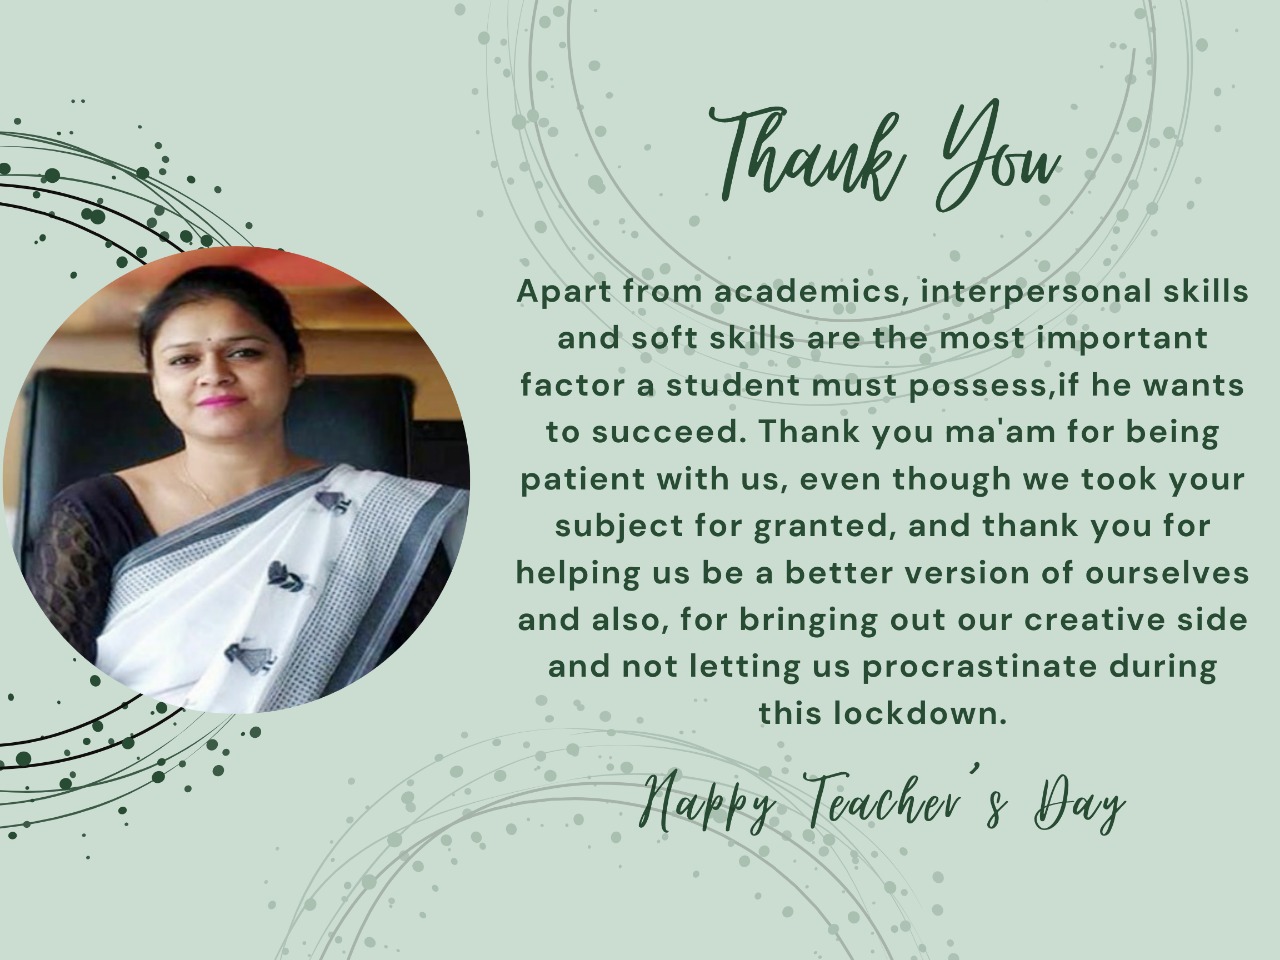 Thank You
Apart from academics, interpersonal skills
and soft skills are the most important
factor a student must possess,if he wants
to succeed. Thank you ma'am for being
patient with us, even though we took your
subject for granted, and thank you for
helping us be a better version of ourselves
and also, for bringing out our creative side
and not letting us procrastinate during
this lockdown.
Happy Teacher's Day